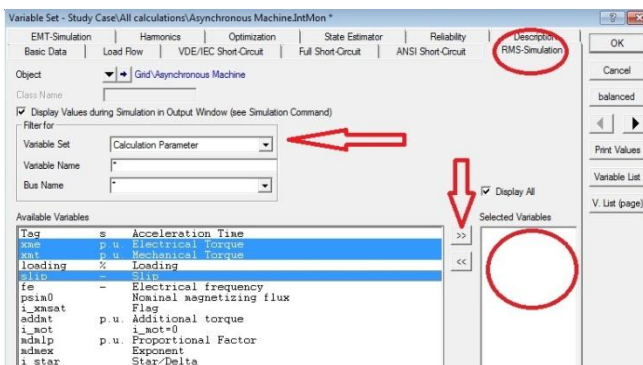 Variable Set - Study Case\All calculations\Asynchronous Machine.IntMon *
EMT-Simulation Harmonics Optimization State Estimator Reliability Description
Basic Data Load Flow VDE/IEC Short-Circuit Full Short-Circuit ANSI Short-Circuit RMS-Simulation
OK
Object Grid\Asynchronous Machine
Cancel
Class Name
balanced
Display Values during Simulation in Output Window (see Simulation Command)
Filter for
Variable Set Calculation Parameter
Print Values
Variable Name *
Variable List
Bus Name *
Display All
V. List (page)
Available Variables
Selected Variables
Tag s Acceleration Time
xme p.u. Electrical Torque
xmt p.u. Mechanical Torque
loading % Loading
slip - Slip
fe - Electrical frequency
psim0 Nominal magnetizing flux
i_xmsat Flag
addmt p.u. Additional torque
i_mot i_mot=0
mdmlp p.u. Proportional Factor
mdmex Exponent
i_star Star/Delta
>>
<<